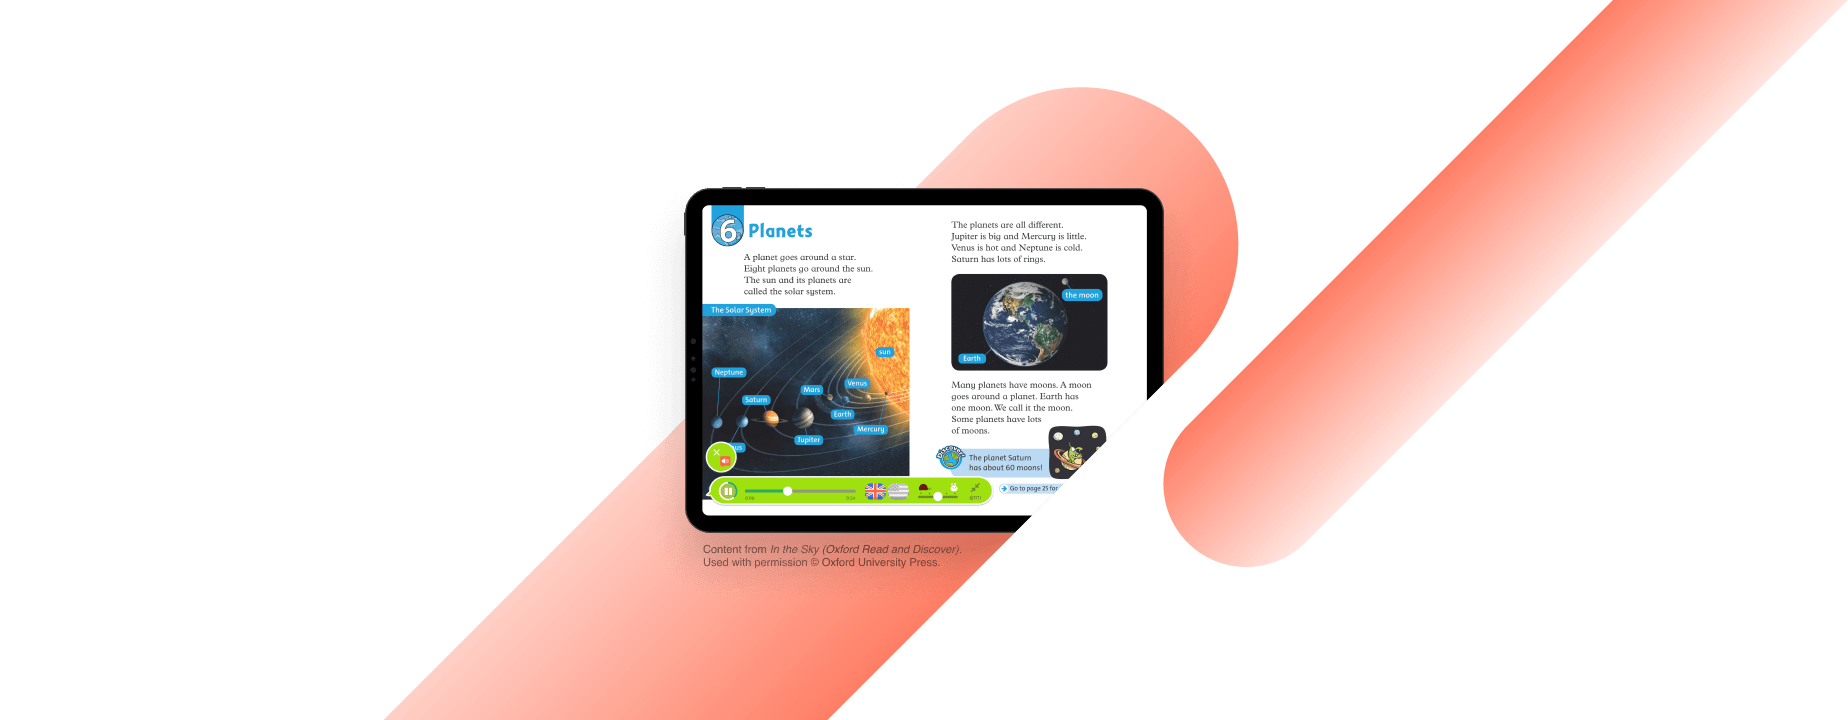 6 Planets
A planet goes around a star.
Eight planets go around the sun.
The sun and its planets are
called the solar system.
The Solar System
sun
Neptune
Venus
Mars
Saturn
Earth
Mercury
Jupiter
The planets are all different.
Jupiter is big and Mercury is little.
Venus is hot and Neptune is cold.
Saturn has lots of rings.
the moon
Earth
Many planets have moons. A moon
goes around a planet. Earth has
one moon. We call it the moon.
Some planets have lots
of moons.
DISCOVER!
The planet Saturn
has about 60 moons!
Go to page 25 for
Content from In the Sky (Oxford Read and Discover).
Used with permission © Oxford University Press.